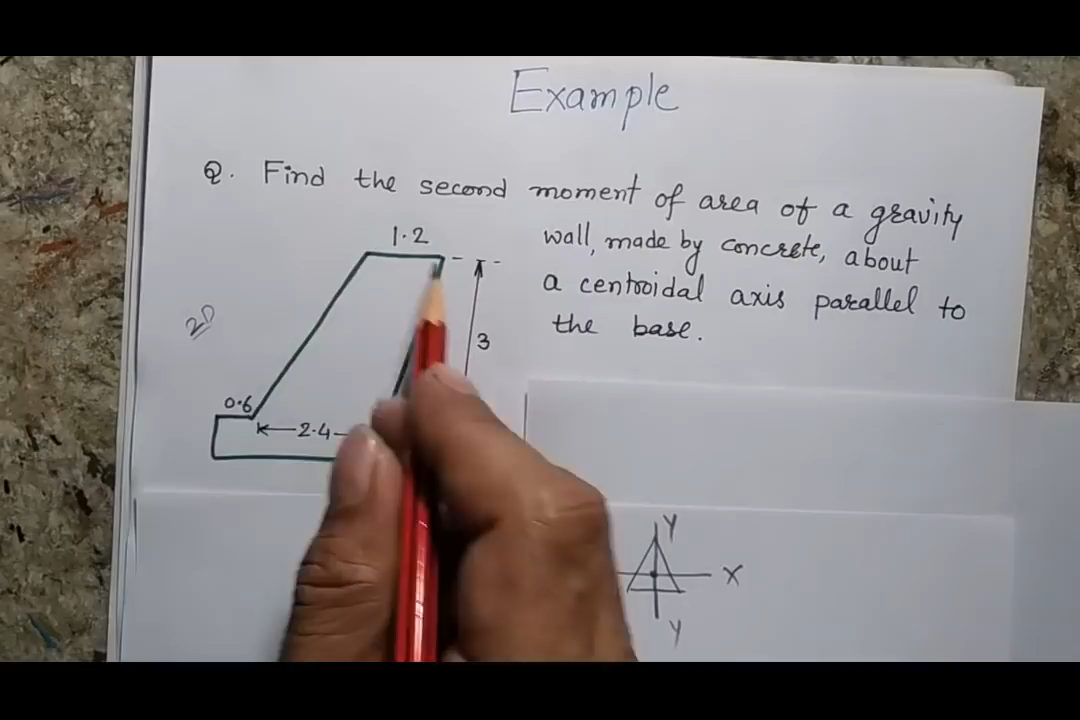 Example
Q. Find the second moment of area of a gravity
wall, made by concrete, about
a centroidal axis parallel to
the base.
1.2
3
0.6
2.4
Y
X
Y